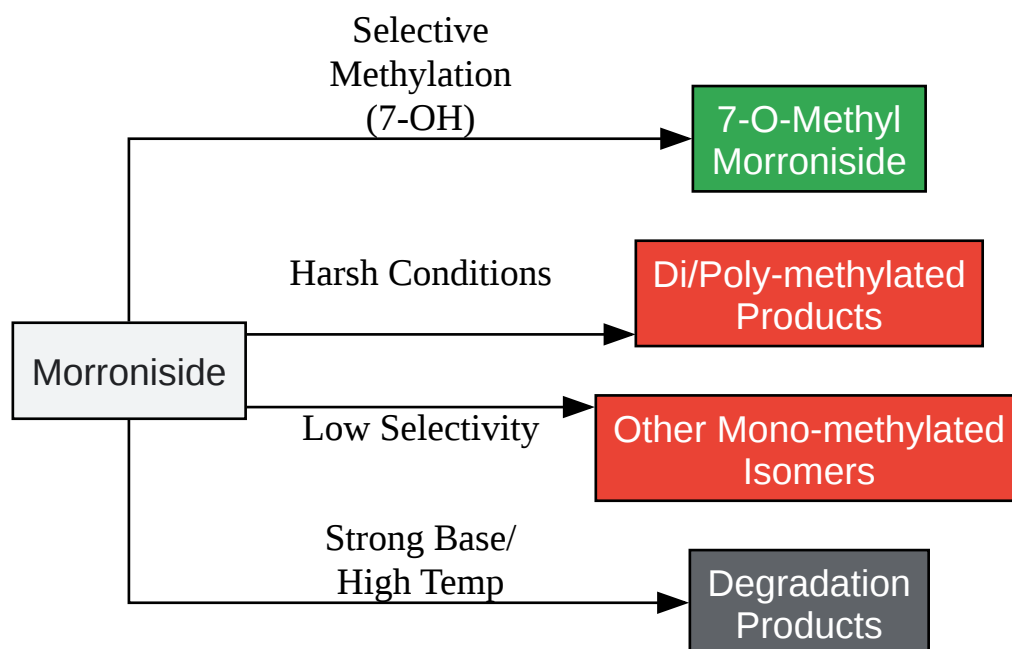 Selective
Methylation
(7-OH)
7-O-Methyl
Morroniside
Harsh Conditions
Di/Poly-methylated
Products
Morroniside
Low Selectivity
Other Mono-methylated
Isomers
Strong Base/
High Temp
Degradation
Products